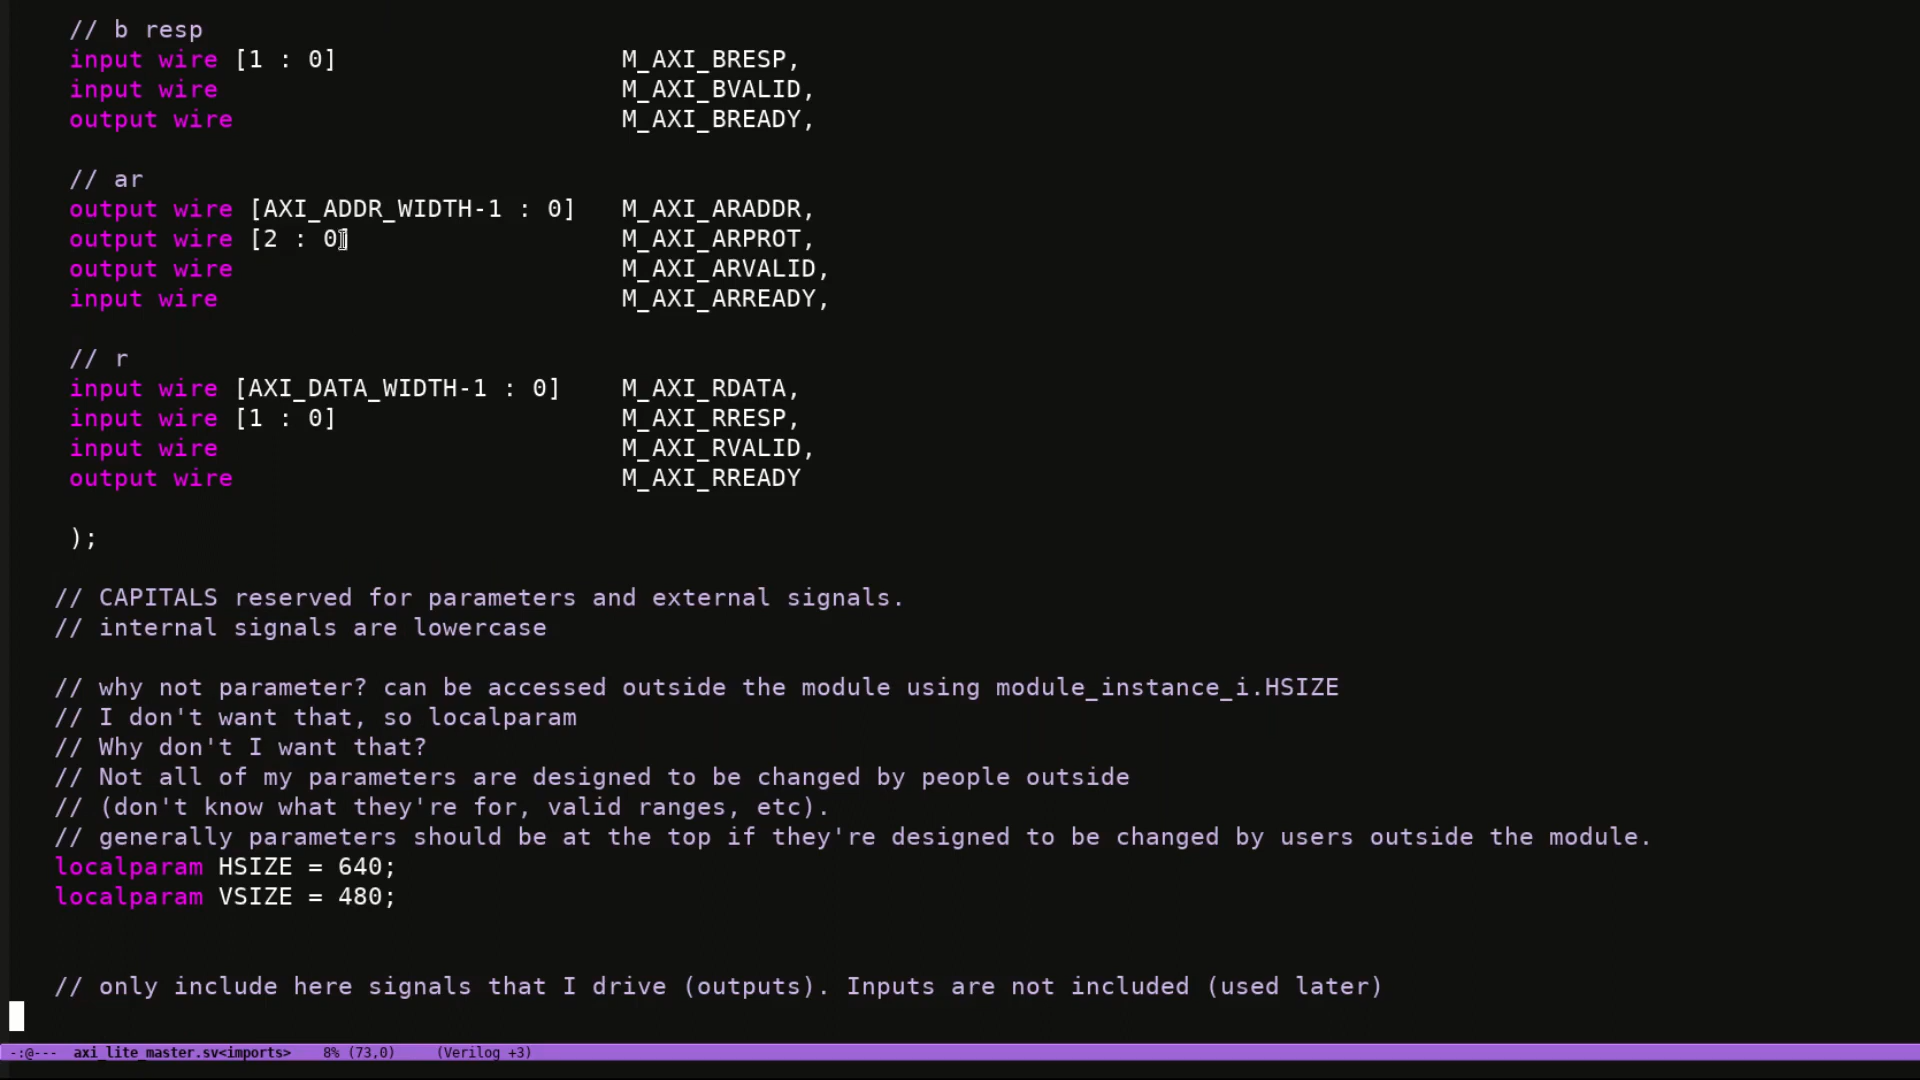 // b resp
input wire [1 : 0] M_AXI_BRESP,
input wire M_AXI_BVALID,
output wire M_AXI_BREADY,
// ar
output wire [AXI_ADDR_WIDTH-1 : 0] M_AXI_ARADDR,
output wire [2 : 0] M_AXI_ARPROT,
output wire M_AXI_ARVALID,
input wire M_AXI_ARREADY,
// r
input wire [AXI_DATA_WIDTH-1 : 0] M_AXI_RDATA,
input wire [1 : 0] M_AXI_RRESP,
input wire M_AXI_RVALID,
output wire M_AXI_RREADY
);
// CAPITALS reserved for parameters and external signals.
// internal signals are lowercase
// why not parameter? can be accessed outside the module using module_instance_i.HSIZE
// I don't want that, so localparam
// Why don't I want that?
// Not all of my parameters are designed to be changed by people outside
// (don't know what they're for, valid ranges, etc).
// generally parameters should be at the top if they're designed to be changed by users outside the module.
localparam HSIZE = 640;
localparam VSIZE = 480;
// only include here signals that I drive (outputs). Inputs are not included (used later)
-:@--- axi_lite_master.sv<imports> 8% (73,0) (Verilog +3)